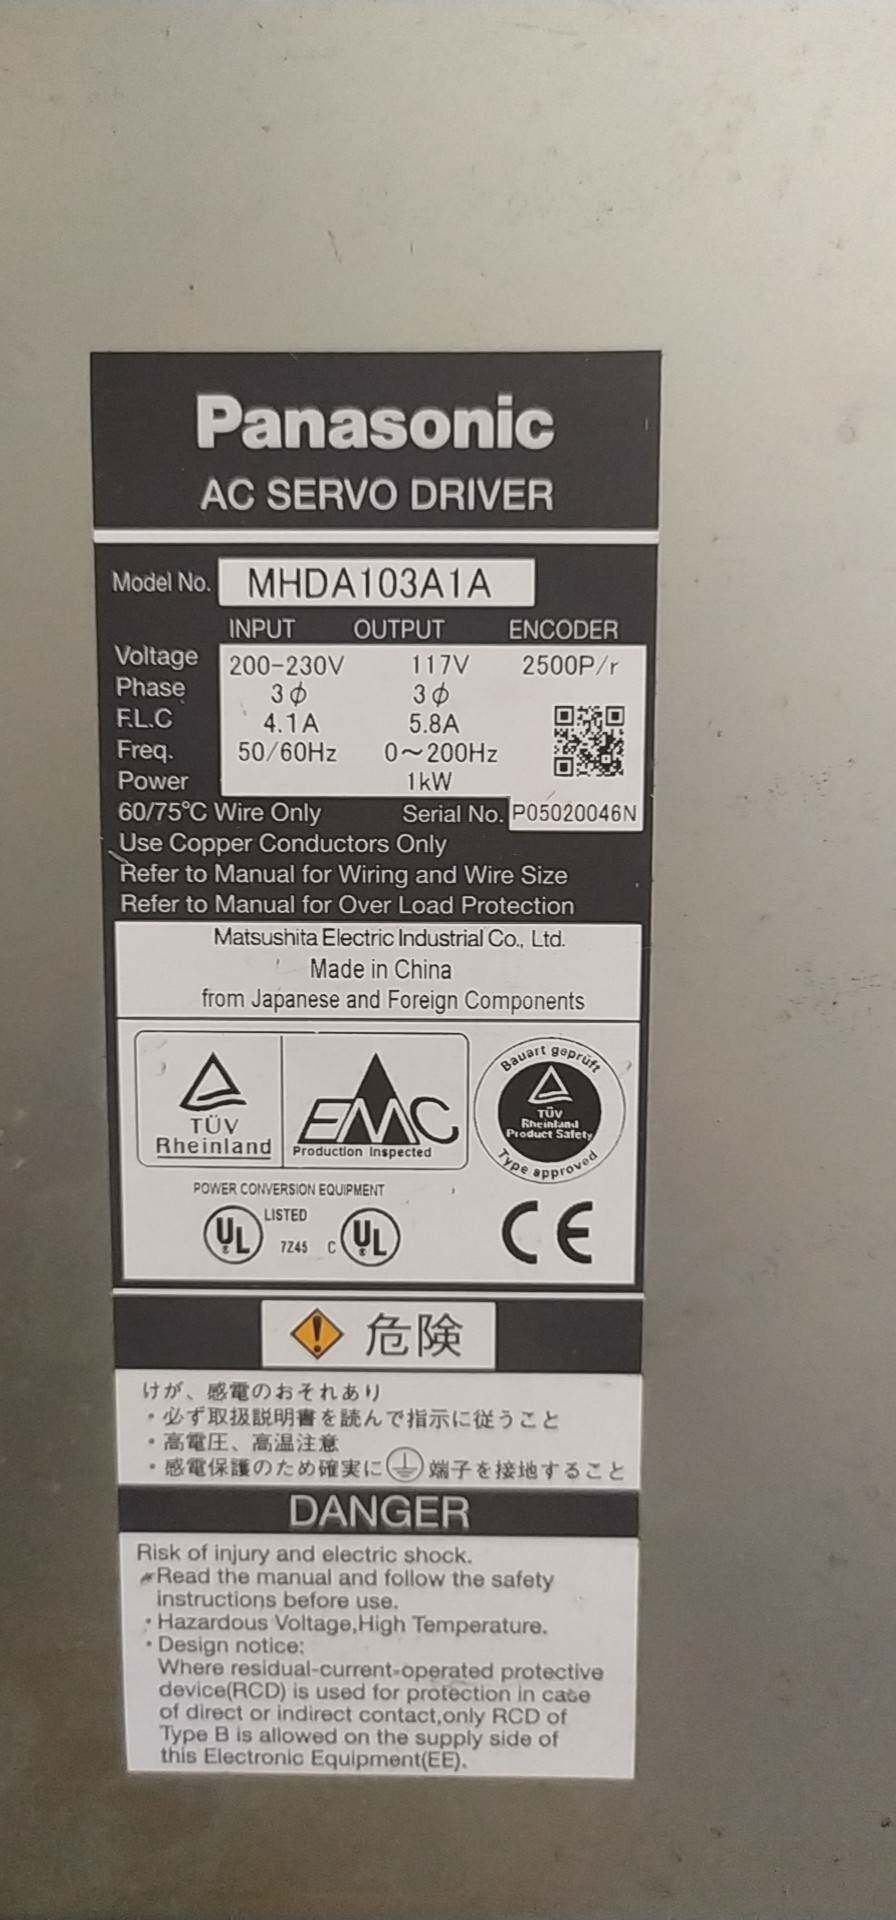 Panasonic
AC SERVO DRIVER
Model No. MHDA103A1A
INPUT OUTPUT ENCODER
Voltage 200-230V 117V 2500P/r
Phase 3φ 3φ
F.L.C 4.1A 5.8A
Freq. 50/60Hz 0～200Hz
Power 1kW
60/75℃ Wire Only Serial No. P05020046N
Use Copper Conductors Only
Refer to Manual for Wiring and Wire Size
Refer to Manual for Over Load Protection
Matsushita Electric Industrial Co., Ltd.
Made in China
from Japanese and Foreign Components
TÜV
Rheinland
EMC
Production Inspected
Bauart geprüft
TÜV
Rheinland
Product Safety
Type approved
POWER CONVERSION EQUIPMENT
UL LISTED 7Z45 C UL
CE
危険
けが、感電のおそれあり
・必ず取扱説明書を読んで指示に従うこと
・高電圧、高温注意
・感電保護のため確実に⏚端子を接地すること
DANGER
Risk of injury and electric shock.
・Read the manual and follow the safety
instructions before use.
・Hazardous Voltage,High Temperature.
・Design notice:
Where residual-current-operated protective
device(RCD) is used for protection in case
of direct or indirect contact,only RCD of
Type B is allowed on the supply side of
this Electronic Equipment(EE).